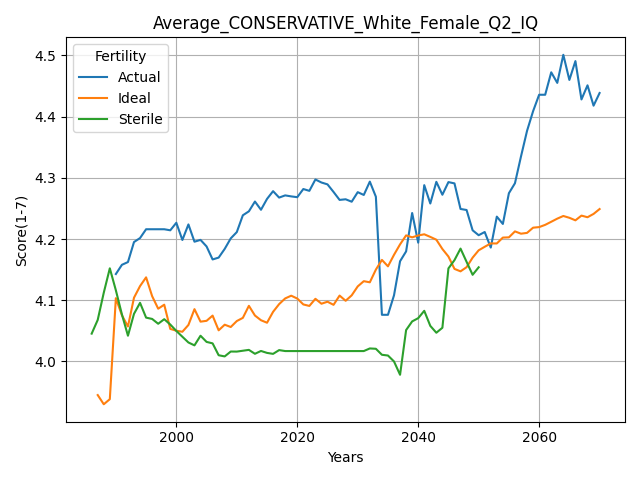 Average_CONSERVATIVE_White_Female_Q2_IQ
Fertility
Actual
Ideal
Sterile
Score(1-7)
4.5
4.4
4.3
4.2
4.1
4.0
2000
2020
2040
2060
Years